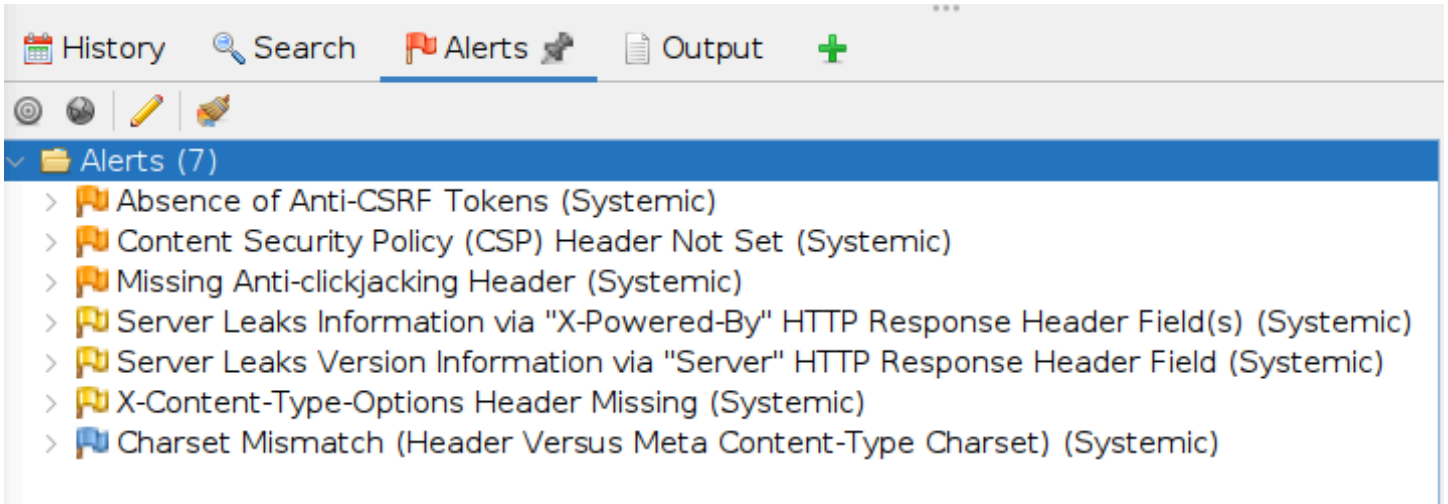 History Search Alerts Output
Alerts (7)
Absence of Anti-CSRF Tokens (Systemic)
Content Security Policy (CSP) Header Not Set (Systemic)
Missing Anti-clickjacking Header (Systemic)
Server Leaks Information via "X-Powered-By" HTTP Response Header Field(s) (Systemic)
Server Leaks Version Information via "Server" HTTP Response Header Field (Systemic)
X-Content-Type-Options Header Missing (Systemic)
Charset Mismatch (Header Versus Meta Content-Type Charset) (Systemic)